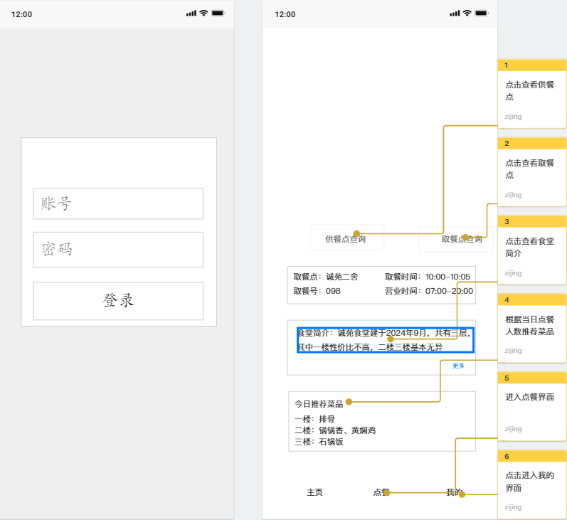 12:00
账号
密码
登录
12:00
供餐点查询
取餐点查询
取餐点：诚苑二舍
取餐时间：10:00-10:05
取餐号：098
营业时间：07:00-20:00
食堂简介：诚苑食堂建于2024年9月，共有三层，
其中一楼性价比不高，二楼三楼基本无异
更多
今日推荐菜品
一楼：排骨
二楼：锅锅香、黄焖鸡
三楼：石锅饭
主页
点餐
我的
1
点击查看供餐
点
zijing
2
点击查看取餐
点
zijing
3
点击查看食堂
简介
zijing
4
根据当日点餐
人数推荐菜品
zijing
5
进入点餐界面
zijing
6
点击进入我的
界面
zijing